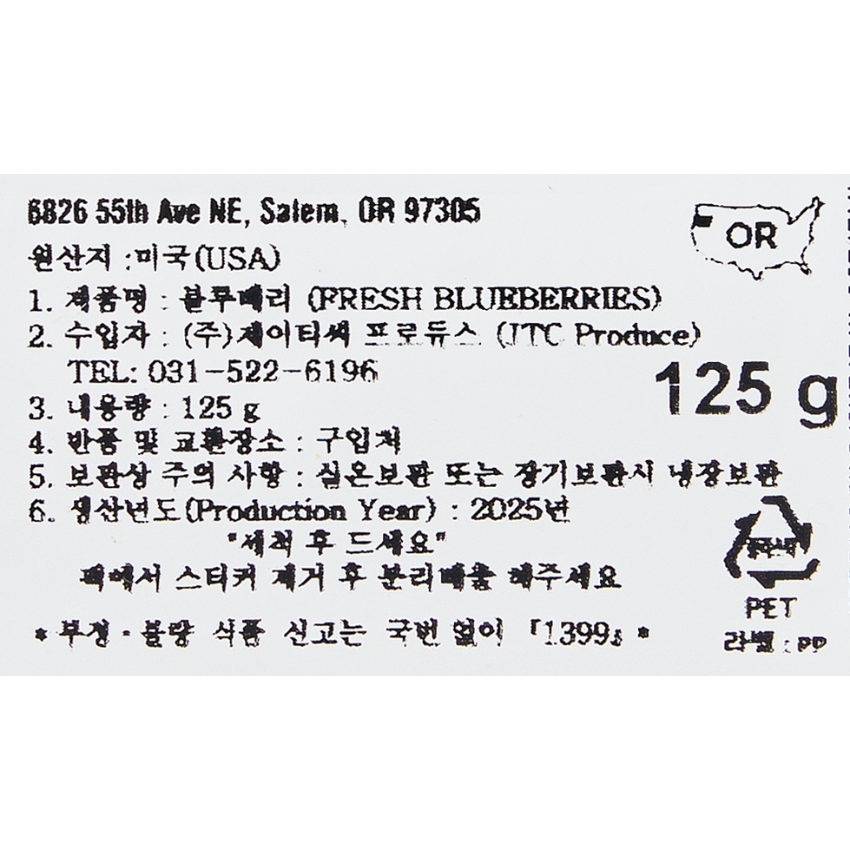 6826 55th Ave NE, Salem, OR 97305
OR
원산지 : 미국(USA)
1. 제품명 : 블루베리 (FRESH BLUEBERRIES)
2. 수입자 : (주)제이티씨 프로듀스 (JTC Produce)
TEL: 031-522-6196
125 g
3. 내용량 : 125 g
4. 반품 및 교환장소 : 구입처
5. 보관상 주의 사항 : 실온보관 또는 장기보관시 냉장보관
6. 생산년도(Production Year) : 2025년
"세척 후 드세요"
팩에서 스티커 제거 후 분리배출 해주세요
PET
라벨 : PP
* 부정·불량 식품 신고는 국번 없이 「1399」 *